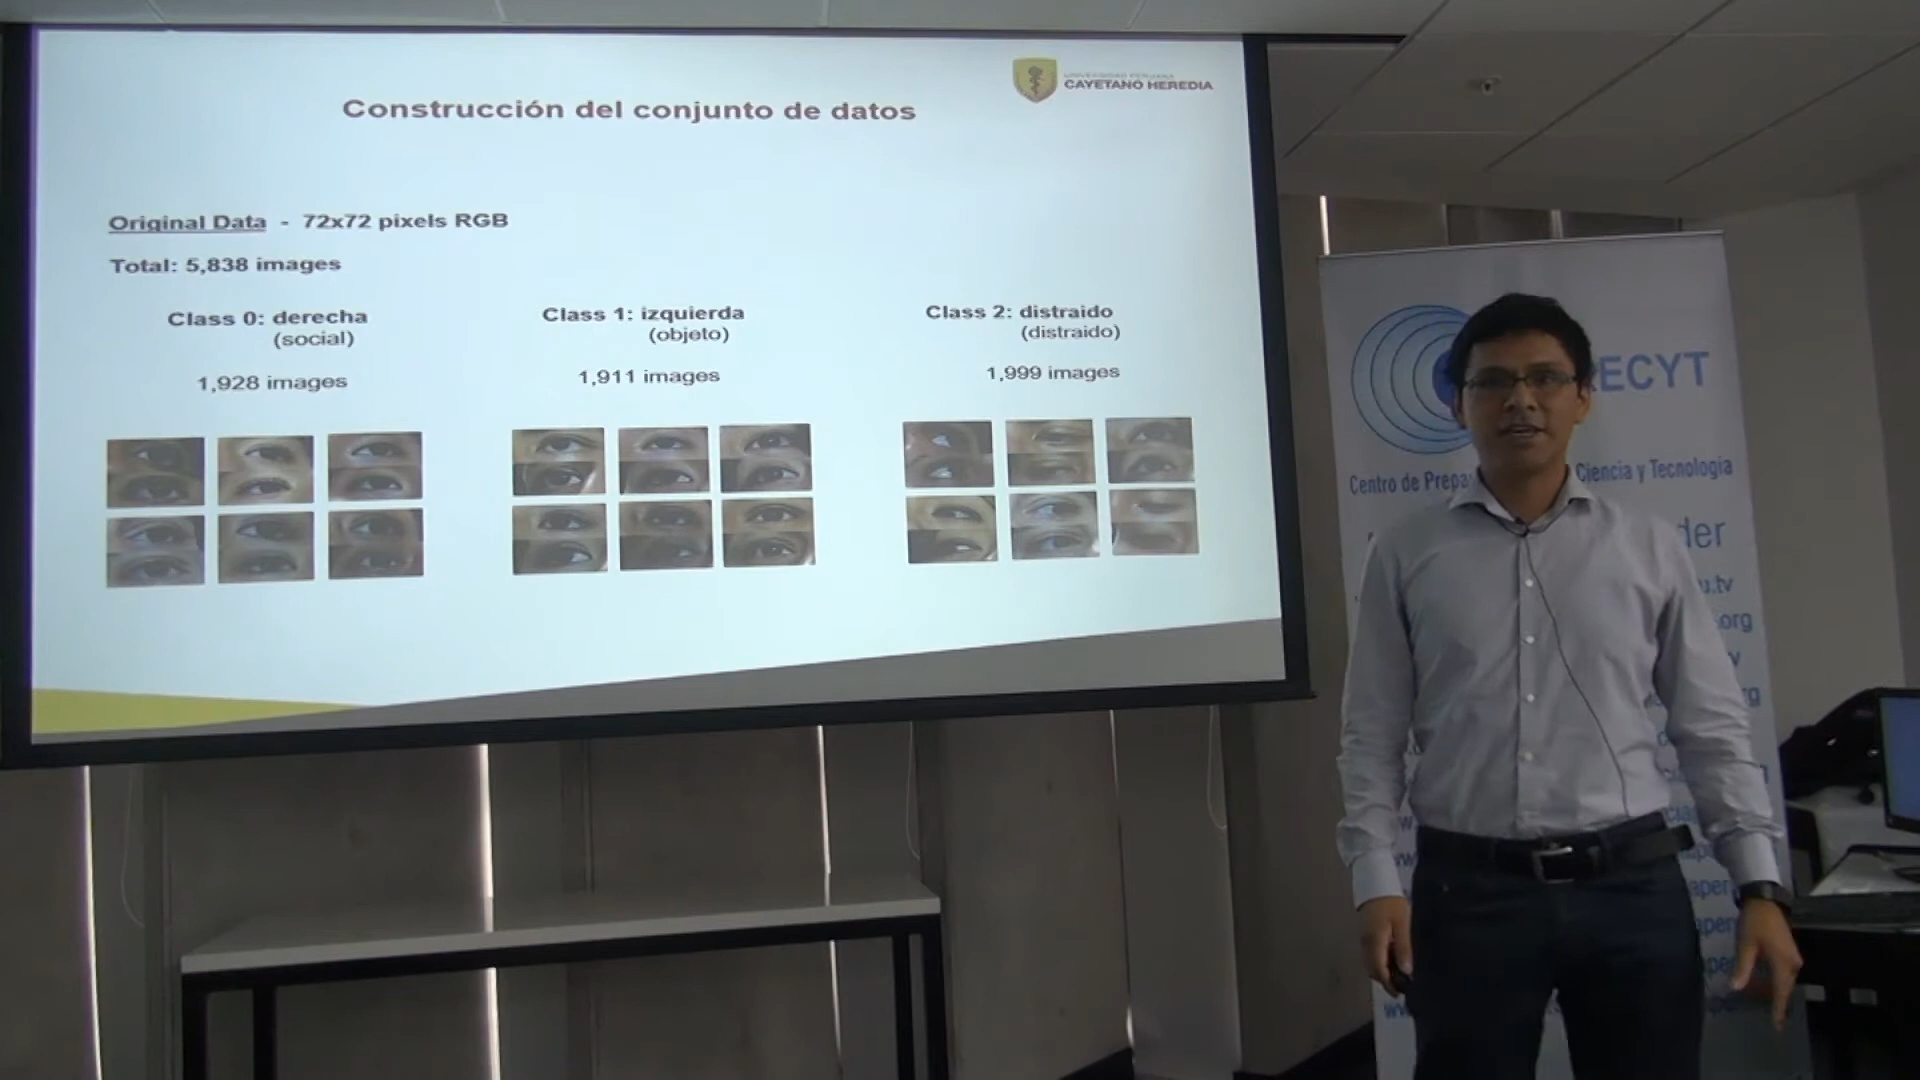 UNIVERSIDAD PERUANA
CAYETANO HEREDIA
Construcción del conjunto de datos
Original Data - 72x72 pixels RGB
Total: 5,838 images
Class 0: derecha
(social)
1,928 images
Class 1: izquierda
(objeto)
1,911 images
Class 2: distraido
(distraido)
1,999 images
ECYT
Centro de Prepa
Ciencia y Tecnología
der
u.tv
org